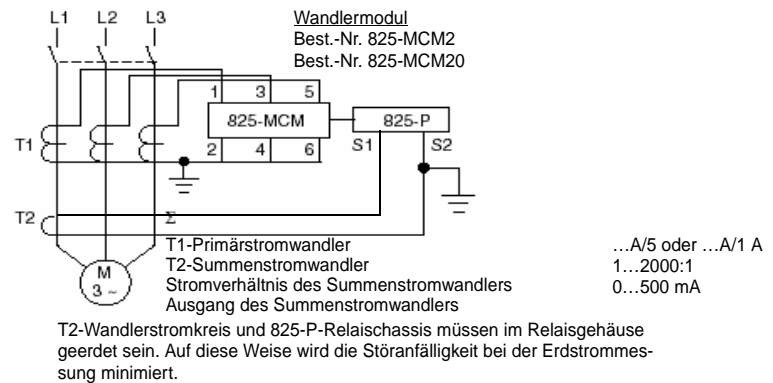 L1 L2 L3
Wandlermodul
Best.-Nr. 825-MCM2
Best.-Nr. 825-MCM20
1 3 5
825-MCM
825-P
2 4 6
S1 S2
T1
T2
Σ
M
3 ~
T1-Primärstromwandler …A/5 oder …A/1 A
T2-Summenstromwandler 1…2000:1
Stromverhältnis des Summenstromwandlers 0…500 mA
Ausgang des Summenstromwandlers
T2-Wandlerstromkreis und 825-P-Relaischassis müssen im Relaisgehäuse
geerdet sein. Auf diese Weise wird die Störanfälligkeit bei der Erdstrommes-
sung minimiert.